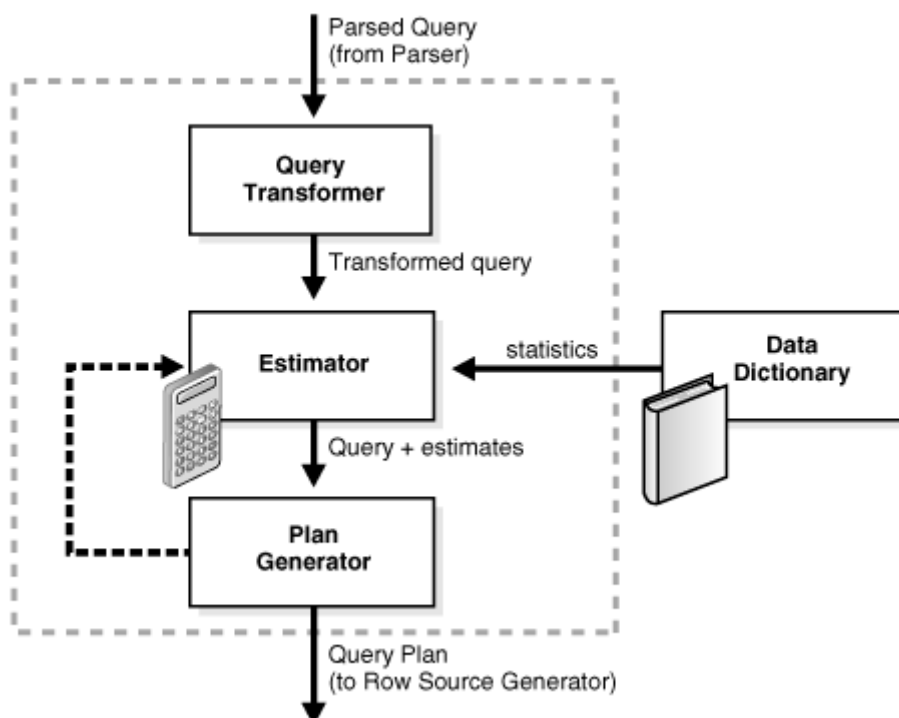 Parsed Query
(from Parser)
Query
Transformer
Transformed query
Estimator
statistics
Data
Dictionary
Query + estimates
Plan
Generator
Query Plan
(to Row Source Generator)